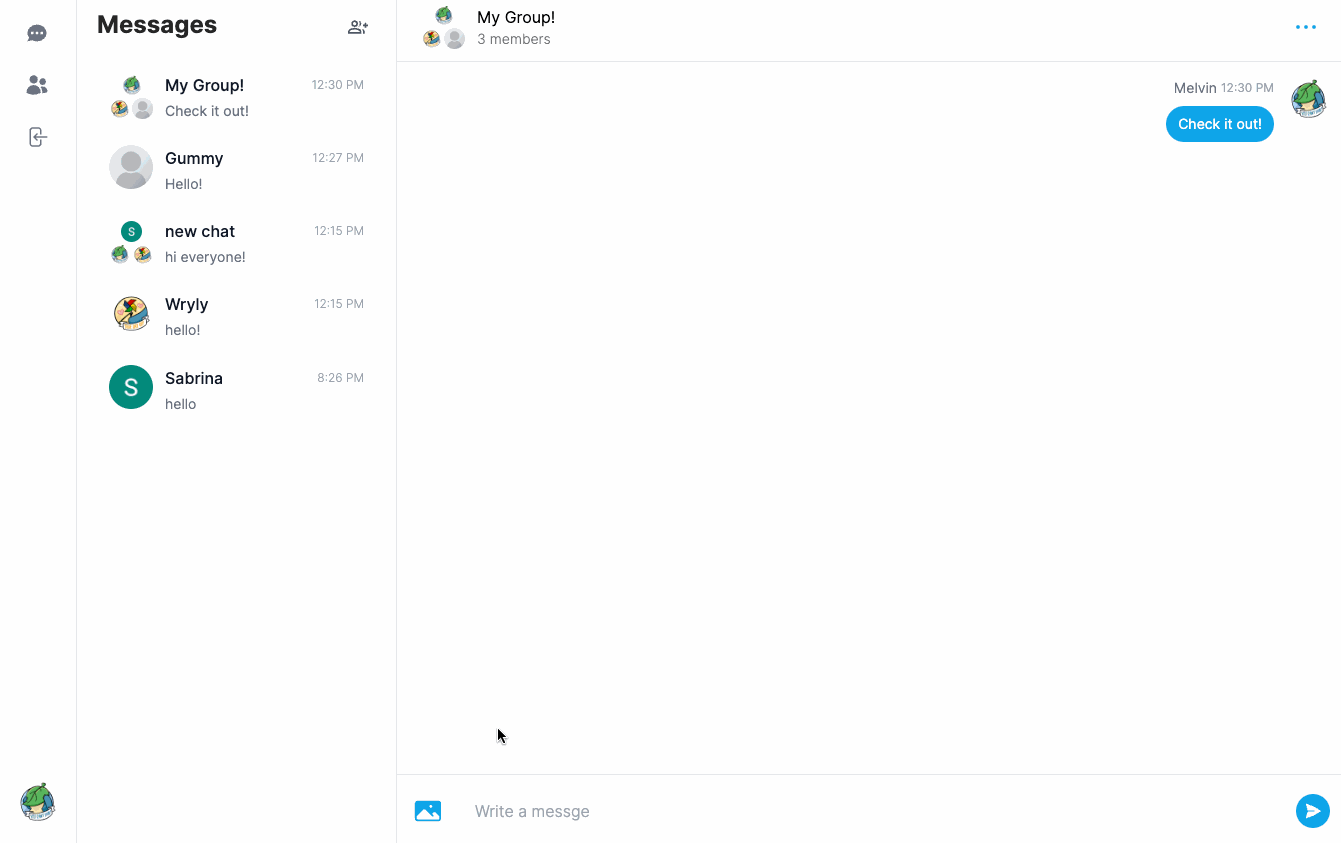 Messages
My Group!
12:30 PM
Check it out!
Gummy
12:27 PM
Hello!
S
new chat
12:15 PM
hi everyone!
Wryly
12:15 PM
hello!
S
Sabrina
8:26 PM
hello
My Group!
3 members
Melvin 12:30 PM
Check it out!
Write a messge